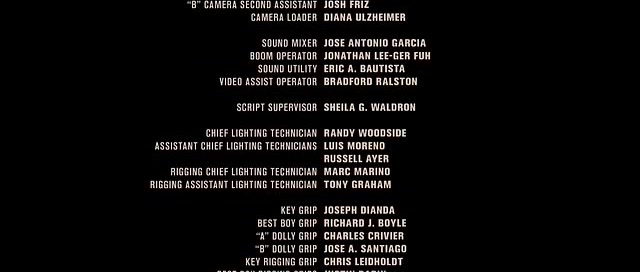 "B" CAMERA SECOND ASSISTANT JOSH FRIZ
CAMERA LOADER DIANA ULZHEIMER
SOUND MIXER JOSE ANTONIO GARCIA
BOOM OPERATOR JONATHAN LEE-GER FUH
SOUND UTILITY ERIC A. BAUTISTA
VIDEO ASSIST OPERATOR BRADFORD RALSTON
SCRIPT SUPERVISOR SHEILA G. WALDRON
CHIEF LIGHTING TECHNICIAN RANDY WOODSIDE
ASSISTANT CHIEF LIGHTING TECHNICIANS LUIS MORENO
RUSSELL AYER
RIGGING CHIEF LIGHTING TECHNICIAN MARC MARINO
RIGGING ASSISTANT LIGHTING TECHNICIAN TONY GRAHAM
KEY GRIP JOSEPH DIANDA
BEST BOY GRIP RICHARD J. BOYLE
"A" DOLLY GRIP CHARLES CRIVIER
"B" DOLLY GRIP JOSE A. SANTIAGO
KEY RIGGING GRIP CHRIS LEIDHOLDT